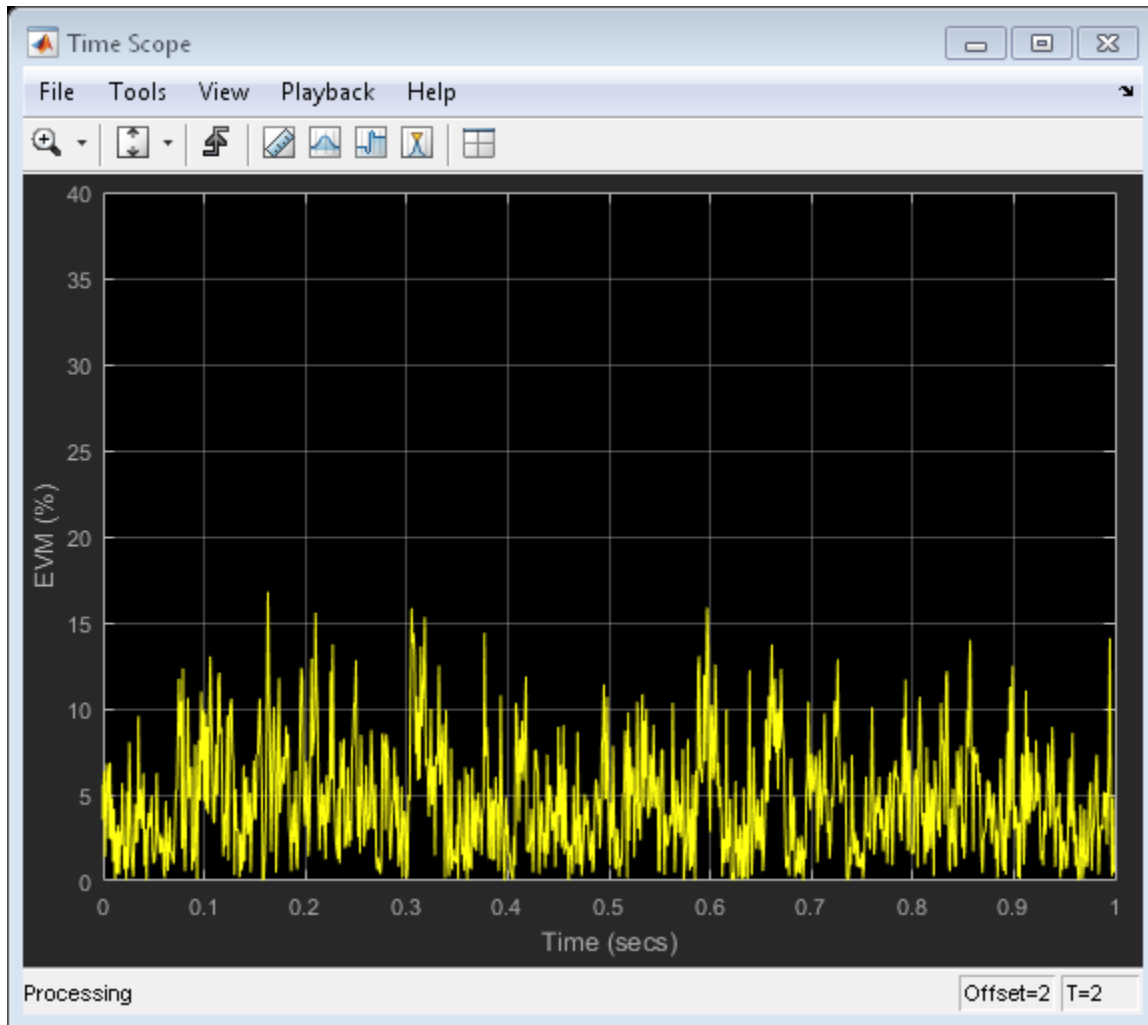 Time Scope
File Tools View Playback Help
40
35
30
25
20
15
10
5
0
EVM (%)
0 0.1 0.2 0.3 0.4 0.5 0.6 0.7 0.8 0.9 1
Time (secs)
Processing Offset=2 T=2